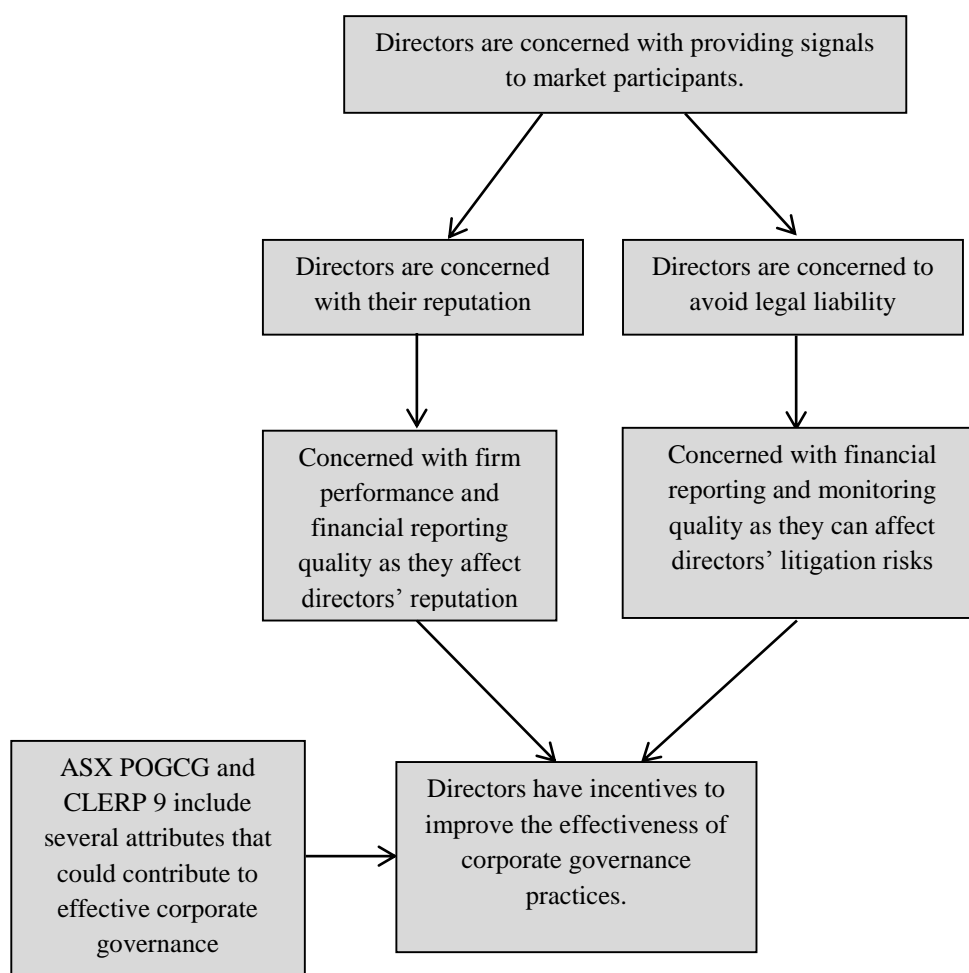 Directors are concerned with providing signals
to market participants.
Directors are concerned
with their reputation
Directors are concerned to
avoid legal liability
Concerned with firm
performance and
financial reporting
quality as they affect
directors’ reputation
Concerned with financial
reporting and monitoring
quality as they can affect
directors’ litigation risks
ASX POGCG and
CLERP 9 include
several attributes that
could contribute to
effective corporate
governance
Directors have incentives to
improve the effectiveness of
corporate governance
practices.